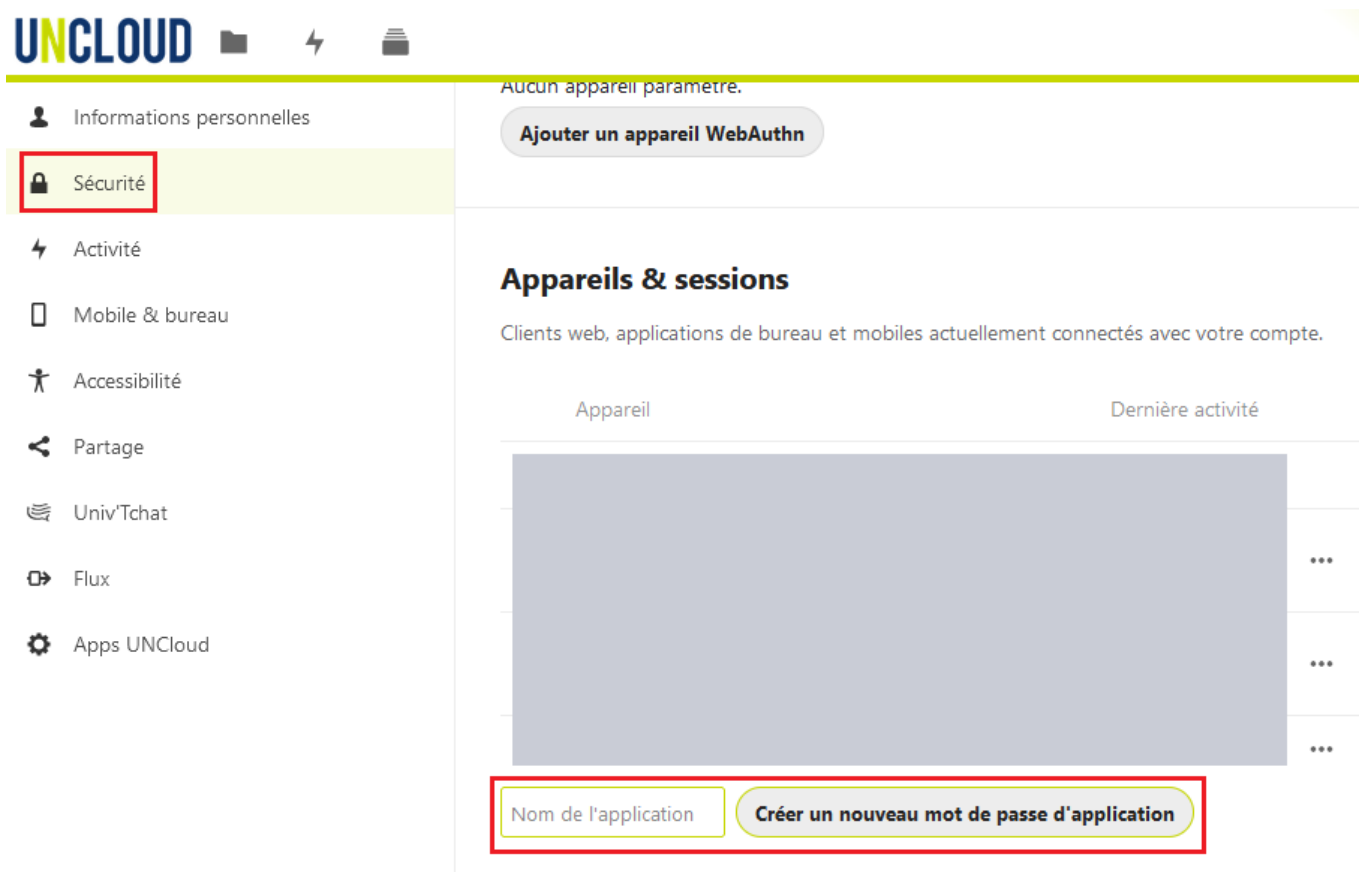 UNCLOUD
Aucun appareil paramétré.
Informations personnelles
Ajouter un appareil WebAuthn
Sécurité
Activité
Appareils & sessions
Mobile & bureau
Clients web, applications de bureau et mobiles actuellement connectés avec votre compte.
Accessibilité
Appareil Dernière activité
Partage
Univ'Tchat
Flux
Apps UNCloud
Nom de l'application Créer un nouveau mot de passe d'application